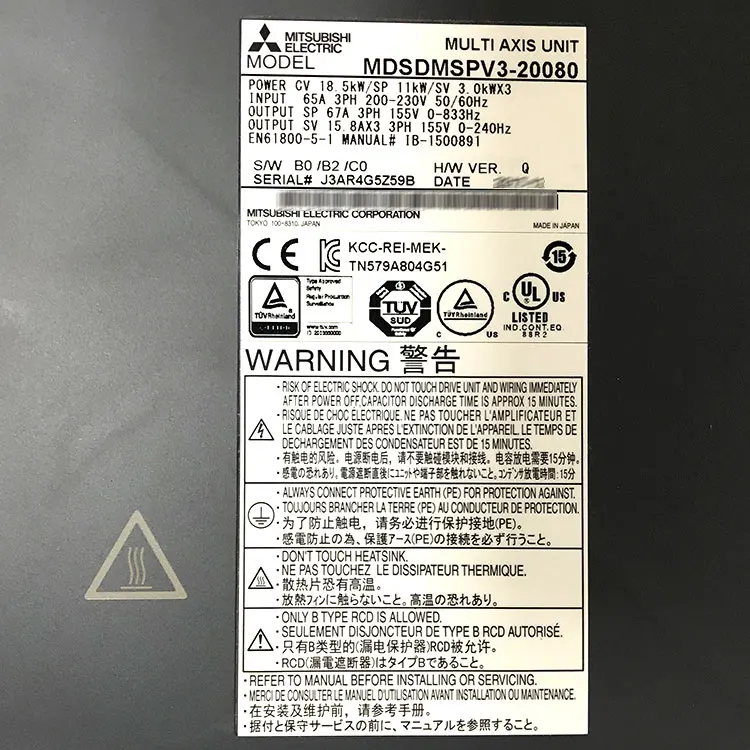 MITSUBISHI
ELECTRIC
MULTI AXIS UNIT
MODEL MDSDMSPV3-20080
POWER CV 18.5kW/SP 11kW/SV 3.0kWX3
INPUT 65A 3PH 200-230V 50/60Hz
OUTPUT SP 67A 3PH 155V 0-833Hz
OUTPUT SV 15.8AX3 3PH 155V 0-240Hz
EN61800-5-1 MANUAL# IB-1500891
S/W B0 /B2 /C0 H/W VER. Q
SERIAL# J3AR4G5Z59B DATE
MITSUBISHI ELECTRIC CORPORATION
TOKYO 100-8310, JAPAN MADE IN JAPAN
CE KCC-REI-MEK-
TN579A804G51
15
TÜVRheinland
Type Approved
Safety
Regular Production
Surveillance
www.tuv.com
TÜV
SÜD
TÜVRheinland
C US
C UL US
LISTED
IND.CONT.EQ.
88R2
WARNING 警告
・RISK OF ELECTRIC SHOCK. DO NOT TOUCH DRIVE UNIT AND WIRING IMMEDIATELY
AFTER POWER OFF,CAPACITOR DISCHARGE TIME IS APPROX 15 MINUTES.
・RISQUE DE CHOC ELECTRIQUE. NE PAS TOUCHER L'AMPLIFICATEUR ET
LE CABLAGE JUSTE APRES L'EXTINCTION DE L'APPAREIL. LE TEMPS DE
DECHARGEMENT DES CONDENSATEUR EST DE 15 MINUTES.
・有触电的风险。电源断电后，请不要触碰模块和接线。电容放电需要15分钟。
・感電の恐れあり。電源遮断直後にユニットや端子部を触れないこと。コンデンサ放電時間:15分
・ALWAYS CONNECT PROTECTIVE EARTH (PE) FOR PROTECTION AGAINST.
・TOUJOURS BRANCHER LA TERRE (PE) AU CONDUCTEUR DE PROTECTION.
・为了防止触电，请务必进行保护接地(PE)。
・感電防止の為、保護アース(PE)の接続を必ず行うこと。
・DON'T TOUCH HEATSINK.
・NE PAS TOUCHEZ LE DISSIPATEUR THERMIQUE.
・散热片恐有高温。
・放熱フィンに触らないこと。高温の恐れあり。
・ONLY B TYPE RCD IS ALLOWED.
・SEULEMENT DISJONCTEUR DE TYPE B RCD AUTORISÉ.
・只有B类型的(漏电保护器)RCD被允许。
・RCD(漏電遮断器)はタイプBであること。
・REFER TO MANUAL BEFORE INSTALLING OR SERVICING.
・MERCI DE CONSULTER LE MANUEL D'UTILISATION AVANT INSTALLATION OU MAINTENANCE.
・在安装及维护前，请参考手册。
・据付と保守サービスの前に、マニュアルを参照すること。